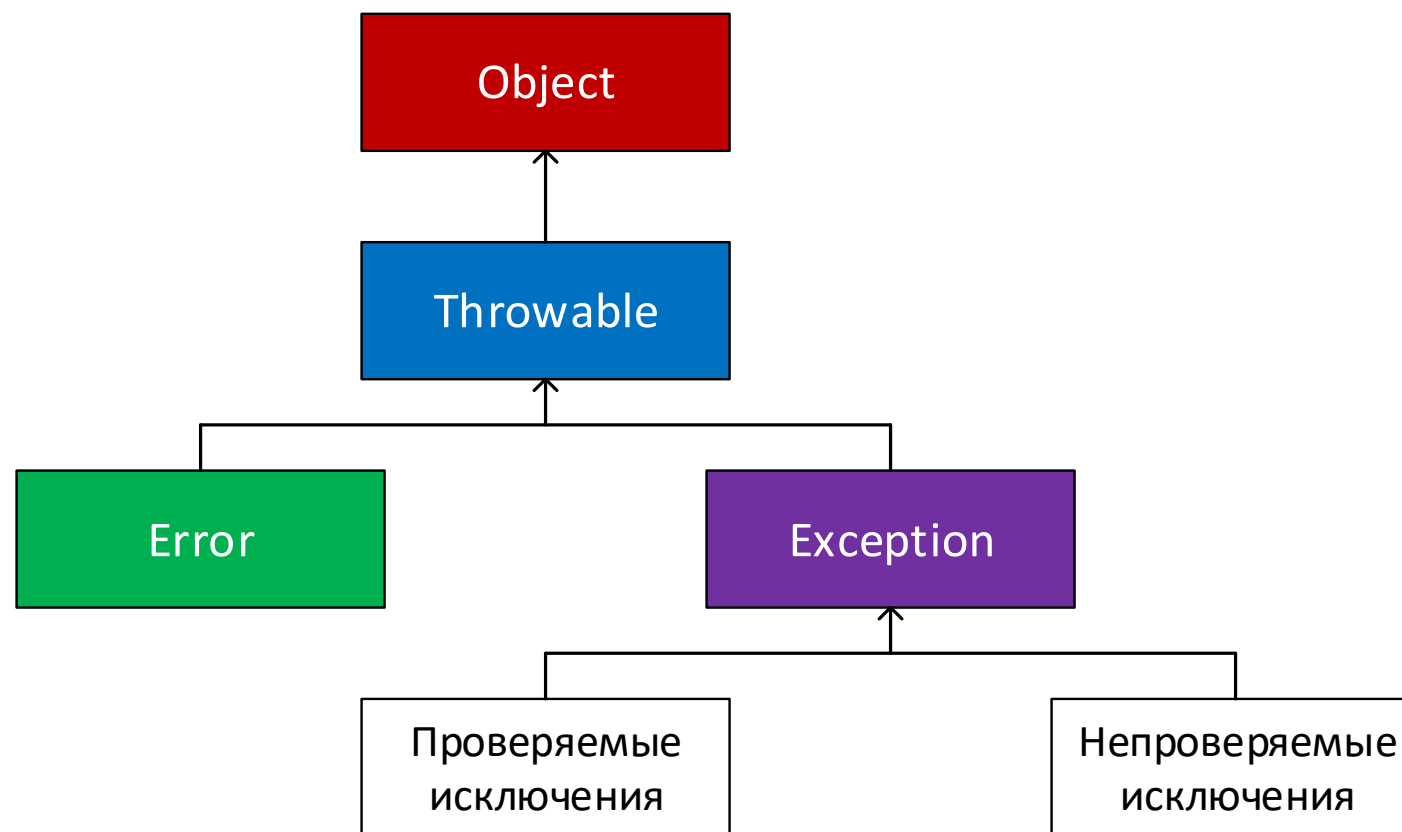 Object
Throwable
Error
Exception
Проверяемые
исключения
Непроверяемые
исключения